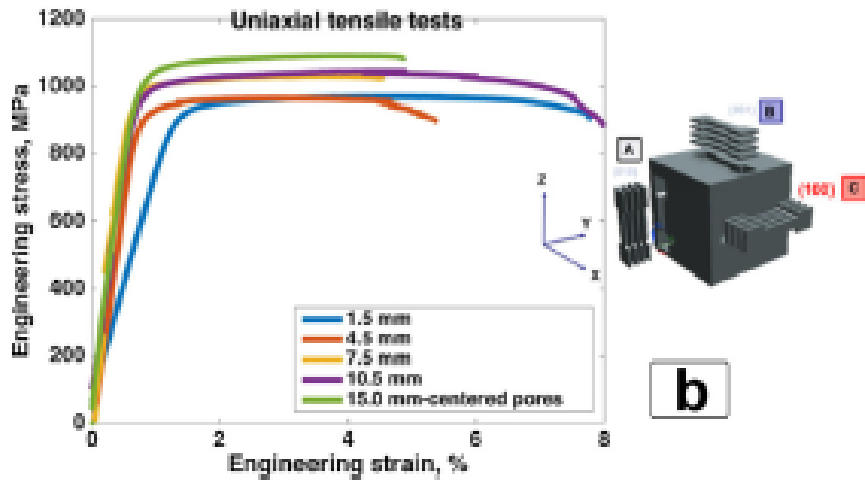 Uniaxial tensile tests
1200
1000
800
600
400
200
0
Engineering stress, MPa
0 2 4 6 8
Engineering strain, %
1.5 mm
4.5 mm
7.5 mm
10.5 mm
15.0 mm-centered pores
Z
Y
X
A
B
(100) C
b